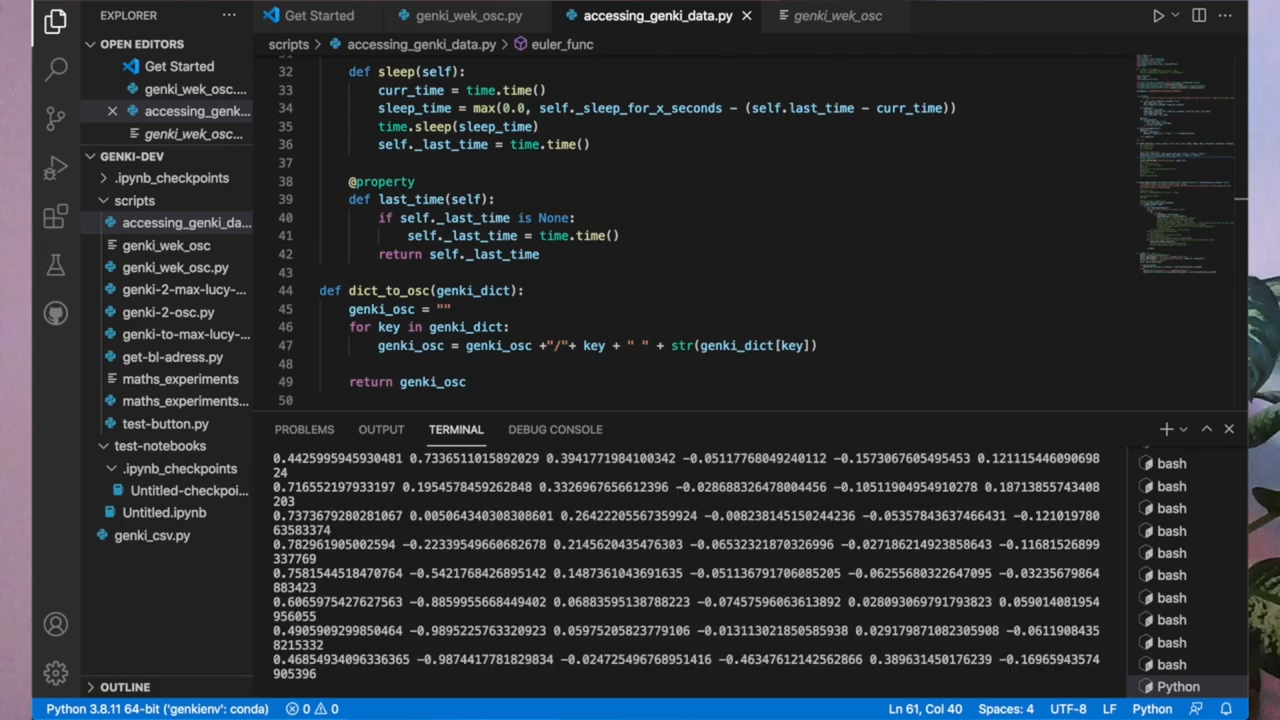 EXPLORER
Get Started
genki_wek_osc.py
accessing_genki_data.py
genki_wek_osc
OPEN EDITORS
Get Started
genki_wek_osc....
accessing_genk...
genki_wek_osc...
GENKI-DEV
.ipynb_checkpoints
scripts
accessing_genki_da...
genki_wek_osc
genki_wek_osc.py
genki-2-max-lucy-...
genki-2-osc.py
genki-to-max-lucy-...
get-bl-adress.py
maths_experiments
maths_experiments...
test-button.py
test-notebooks
.ipynb_checkpoints
Untitled-checkpoi...
Untitled.ipynb
genki_csv.py
OUTLINE
scripts > accessing_genki_data.py > euler_func
32 def sleep(self):
33 curr_time = time.time()
34 sleep_time = max(0.0, self._sleep_for_x_seconds - (self.last_time - curr_time))
35 time.sleep(sleep_time)
36 self._last_time = time.time()
37
38 @property
39 def last_time(self):
40 if self._last_time is None:
41 self._last_time = time.time()
42 return self._last_time
43
44 def dict_to_osc(genki_dict):
45 genki_osc = ""
46 for key in genki_dict:
47 genki_osc = genki_osc +"/"+ key + " " + str(genki_dict[key])
48
49 return genki_osc
50
PROBLEMS OUTPUT TERMINAL DEBUG CONSOLE
0.4425995945930481 0.7336511015892029 0.3941771984100342 -0.05117768049240112 -0.1573067605495453 0.121115446090698
24
0.716552197933197 0.1954578459262848 0.3326967656612396 -0.028688326478004456 -0.10511904954910278 0.18713855743408
203
0.7373679280281067 0.005064340308308601 0.26422205567359924 -0.008238145150244236 -0.05357843637466431 -0.121019780
63583374
0.782961905002594 -0.22333549660682678 0.2145620435476303 -0.06532321870326996 -0.027186214923858643 -0.11681526899
337769
0.7581544518470764 -0.5421768426895142 0.1487361043691635 -0.051136791706085205 -0.06255680322647095 -0.03235679864
883423
0.6065975427627563 -0.8859955668449402 0.06883595138788223 -0.07457596063613892 0.028093069791793823 0.059014081954
956055
0.4905909299850464 -0.9895225763320923 0.05975205823779106 -0.013113021850585938 0.029179871082305908 -0.0611908435
8215332
0.46854934096336365 -0.9874417781829834 -0.024725496768951416 -0.46347612142562866 0.389631450176239 -0.16965943574
905396
bash
bash
bash
bash
bash
bash
bash
bash
bash
bash
Python
Python 3.8.11 64-bit ('genkienv': conda) 0 0
Ln 61, Col 40 Spaces: 4 UTF-8 LF Python